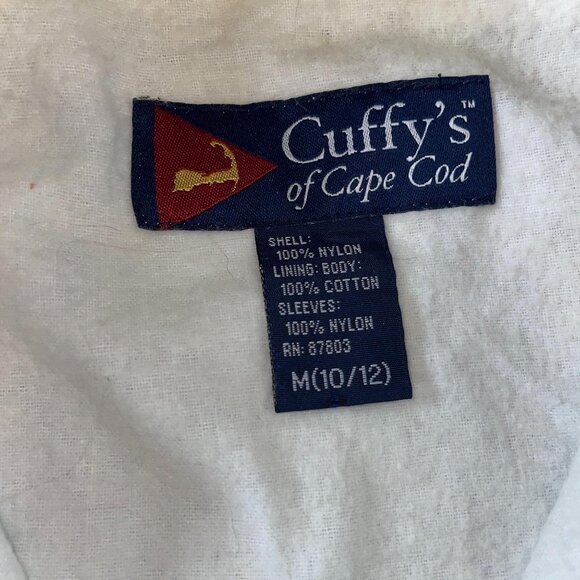 Cuffy's™
of Cape Cod
SHELL:
100% NYLON
LINING: BODY:
100% COTTON
SLEEVES:
100% NYLON
RN: 87803
M(10/12)